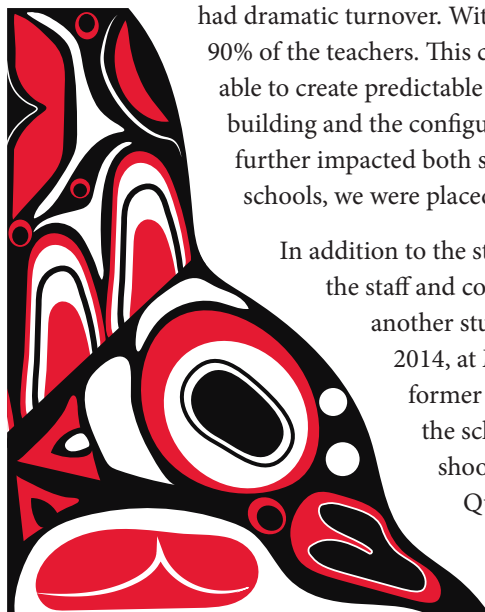 had dramatic turnover. Wit
90% of the teachers. This c
able to create predictable
building and the configu
further impacted both s
schools, we were placed
In addition to the st
the staff and co
another stu
2014, at
former
the scl
shoo
Qu